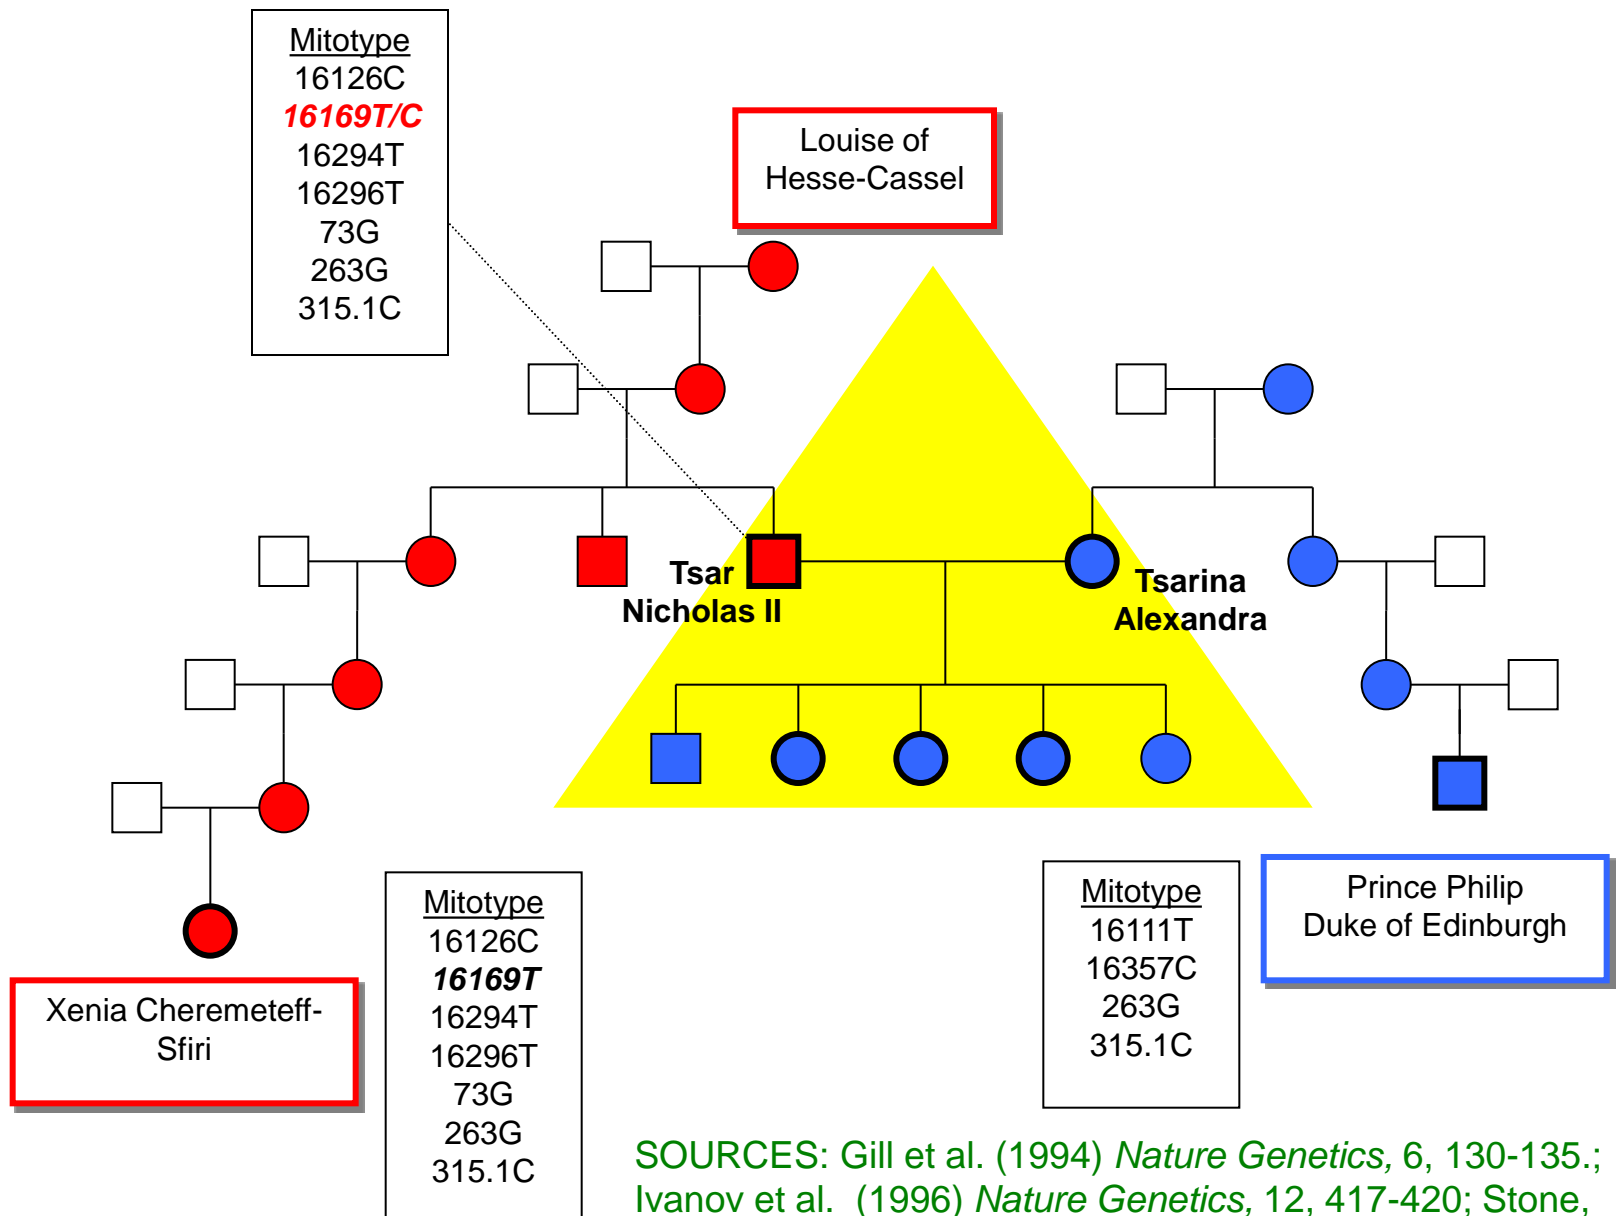 Mitotype
16126C
16169T/C
16294T
16296T
73G
263G
315.1C
Louise of
Hesse-Cassel
Tsar
Nicholas II
Tsarina
Alexandra
Xenia Cheremeteff-
Sfiri
Mitotype
16126C
16169T
16294T
16296T
73G
263G
315.1C
Mitotype
16111T
16357C
263G
315.1C
Prince Philip
Duke of Edinburgh
SOURCES: Gill et al. (1994) Nature Genetics, 6, 130-135.;
Ivanov et al. (1996) Nature Genetics, 12, 417-420; Stone,